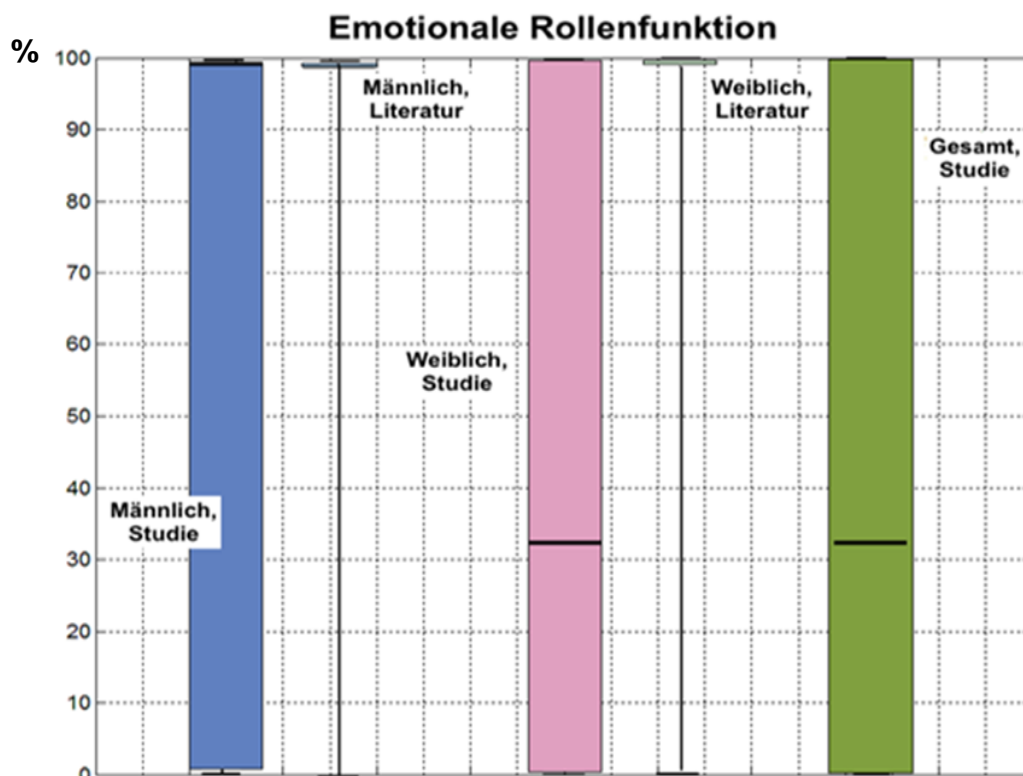 Emotionale Rollenfunktion
%
100
90
80
70
60
50
40
30
20
10
0
Männlich,
Studie
Männlich,
Literatur
Weiblich,
Studie
Weiblich,
Literatur
Gesamt,
Studie